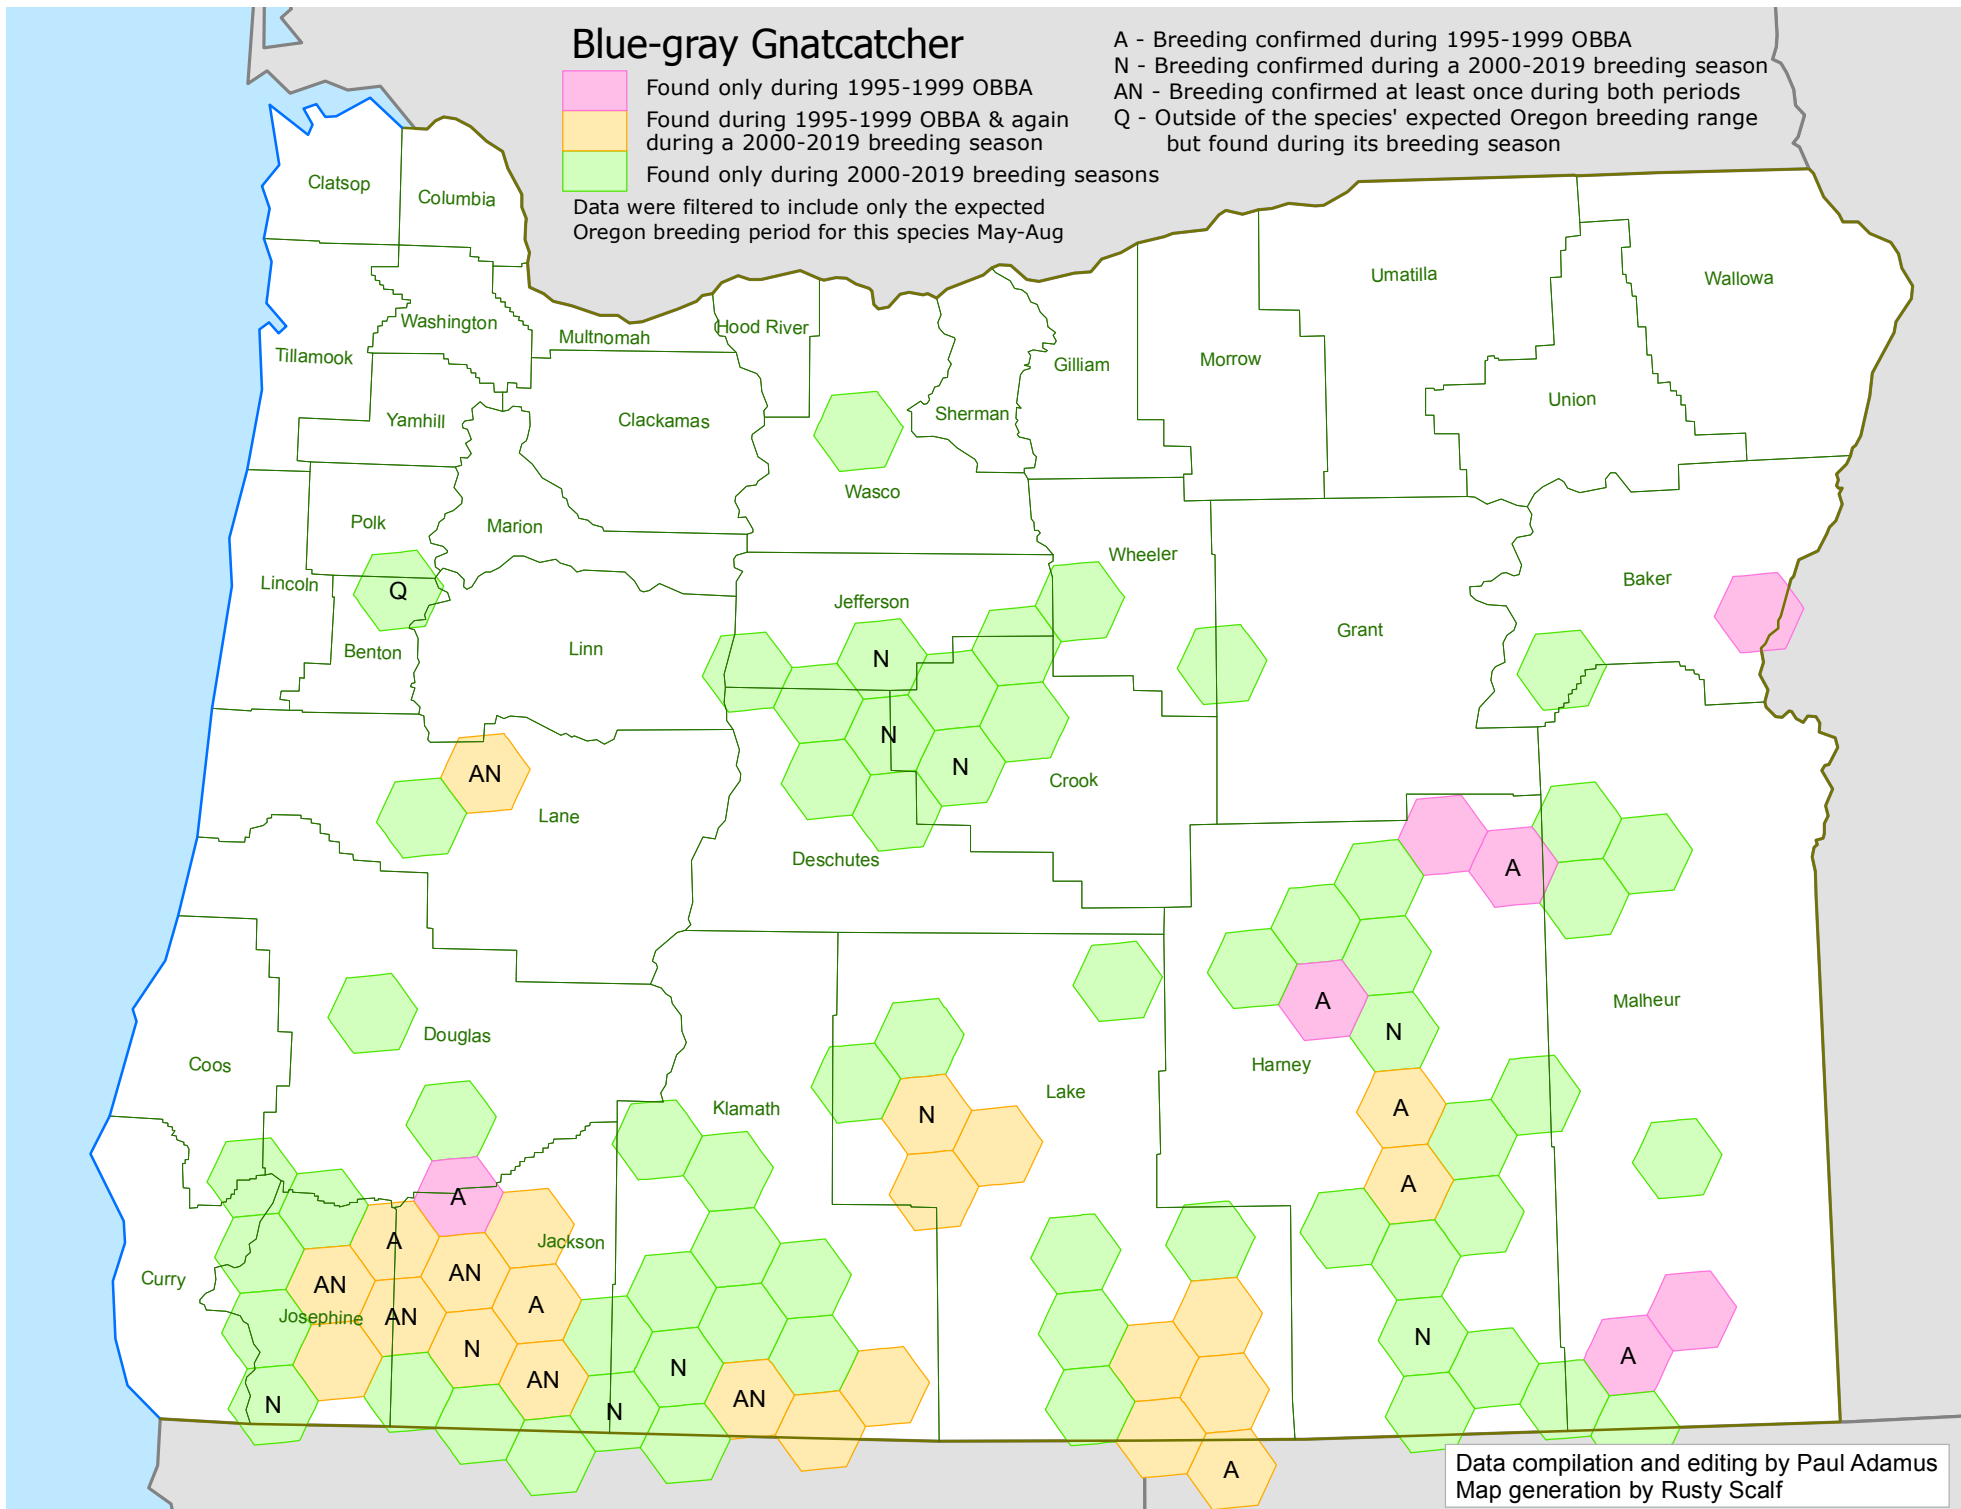 Blue-gray Gnatcatcher
Found only during 1995-1999 OBBA
Found during 1995-1999 OBBA & again
during a 2000-2019 breeding season
Found only during 2000-2019 breeding seasons
Data were filtered to include only the expected
Oregon breeding period for this species May-Aug
A - Breeding confirmed during 1995-1999 OBBA
N - Breeding confirmed during a 2000-2019 breeding season
AN - Breeding confirmed at least once during both periods
Q - Outside of the species' expected Oregon breeding range
but found during its breeding season
Clatsop
Columbia
Umatilla
Wallowa
Washington
Multnomah
Hood River
Tillamook
Gilliam
Morrow
Union
Yamhill
Clackamas
Sherman
Wasco
Polk
Marion
Wheeler
Lincoln
Q
Baker
Jefferson
Grant
Benton
Linn
N
N
N
AN
Crook
Lane
Deschutes
A
A
N
Malheur
Douglas
Coos
Harney
Klamath
Lake
N
A
A
A
A
Jackson
Curry
AN
AN
A
Josephine
AN
N
N
N
A
AN
AN
N
N
A
Data compilation and editing by Paul Adamus
Map generation by Rusty Scalf